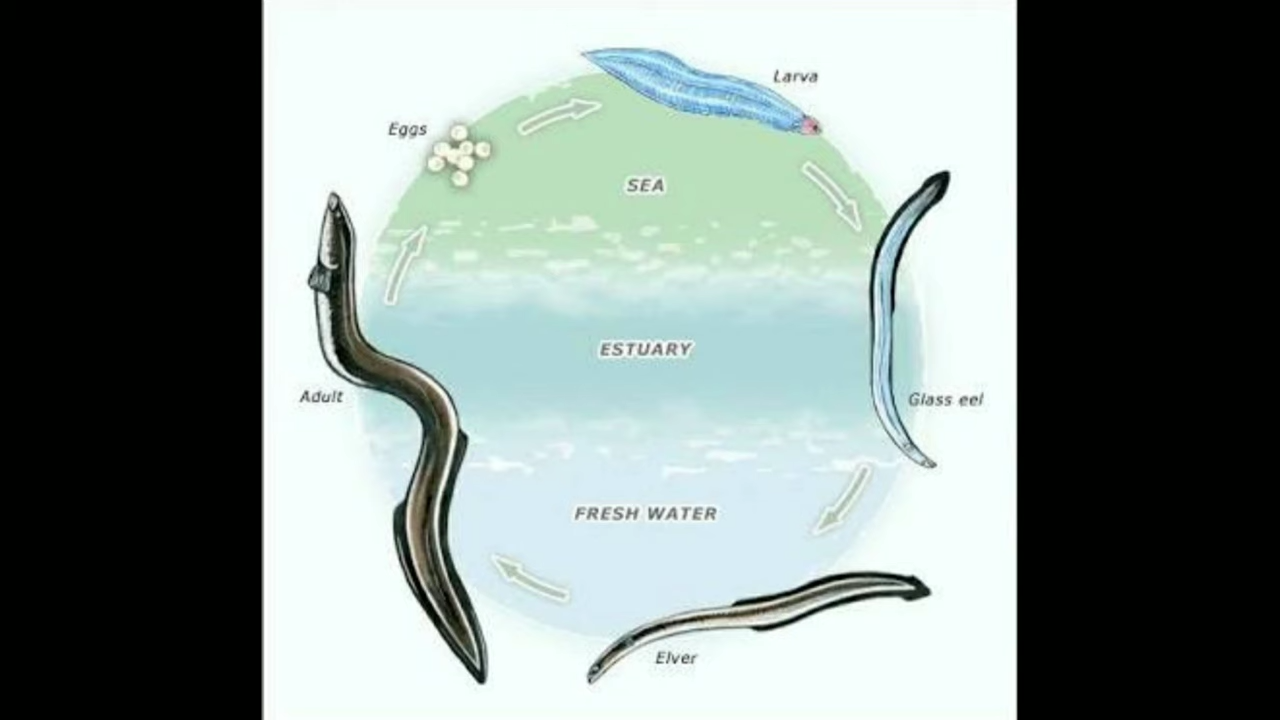 Larva
Eggs
SEA
ESTUARY
Adult
Glass eel
FRESH WATER
Elver